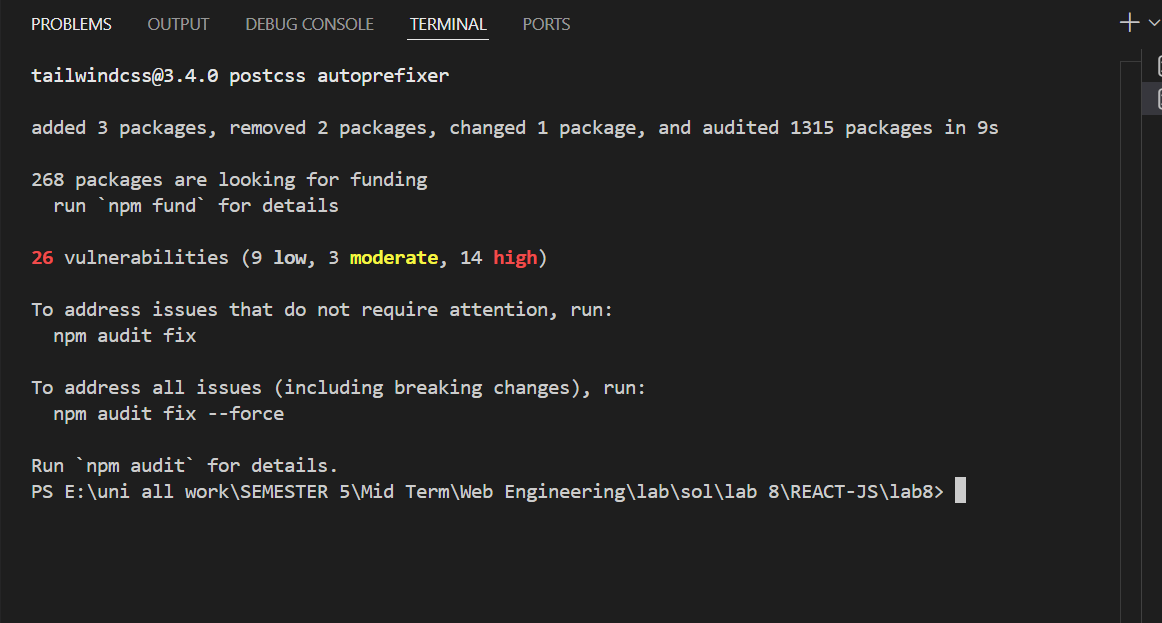 PROBLEMS OUTPUT DEBUG CONSOLE TERMINAL PORTS
tailwindcss@3.4.0 postcss autoprefixer
added 3 packages, removed 2 packages, changed 1 package, and audited 1315 packages in 9s
268 packages are looking for funding
  run `npm fund` for details
26 vulnerabilities (9 low, 3 moderate, 14 high)
To address issues that do not require attention, run:
  npm audit fix
To address all issues (including breaking changes), run:
  npm audit fix --force
Run `npm audit` for details.
PS E:\uni all work\SEMESTER 5\Mid Term\Web Engineering\lab\sol\lab 8\REACT-JS\lab8>